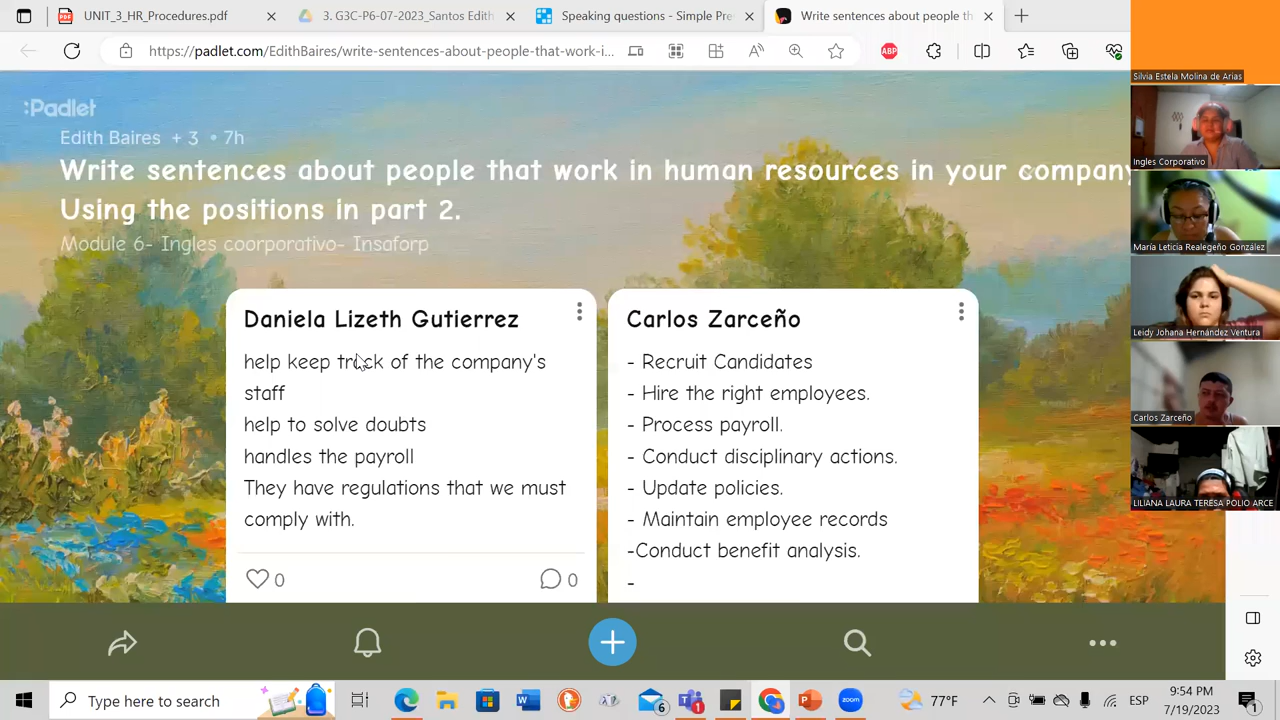 UNIT_3_HR_Procedures.pdf
3. G3C-P6-07-2023_Santos Edith
Speaking questions - Simple Pre
Write sentences about people th
https://padlet.com/EdithBaires/write-sentences-about-people-that-work-i...
ABP
:Padlet
Edith Baires + 3 • 7h
Write sentences about people that work in human resources in your company
Using the positions in part 2.
Module 6- Ingles coorporativo- Insaforp
Daniela Lizeth Gutierrez
help keep track of the company's
staff
help to solve doubts
handles the payroll
They have regulations that we must
comply with.
0
0
Carlos Zarceño
- Recruit Candidates
- Hire the right employees.
- Process payroll.
- Conduct disciplinary actions.
- Update policies.
- Maintain employee records
-Conduct benefit analysis.
-
Silvia Estela Molina de Arias
Ingles Corporativo
María Leticia Realegeño González
Leidy Johana Hernández Ventura
Carlos Zarceño
LILIANA LAURA TERESA POLIO ARCE
Type here to search
6
1
zoom
77°F
ESP
9:54 PM
7/19/2023
1